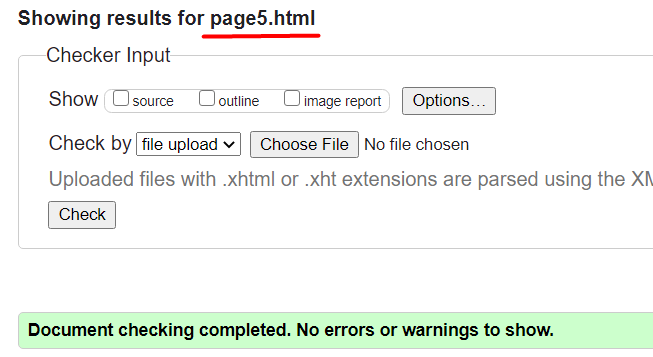 Showing results for page5.html
Checker Input
Show source outline image report Options...
Check by file upload Choose File No file chosen
Uploaded files with .xhtml or .xht extensions are parsed using the
Check
Document checking completed. No errors or warnings to show.